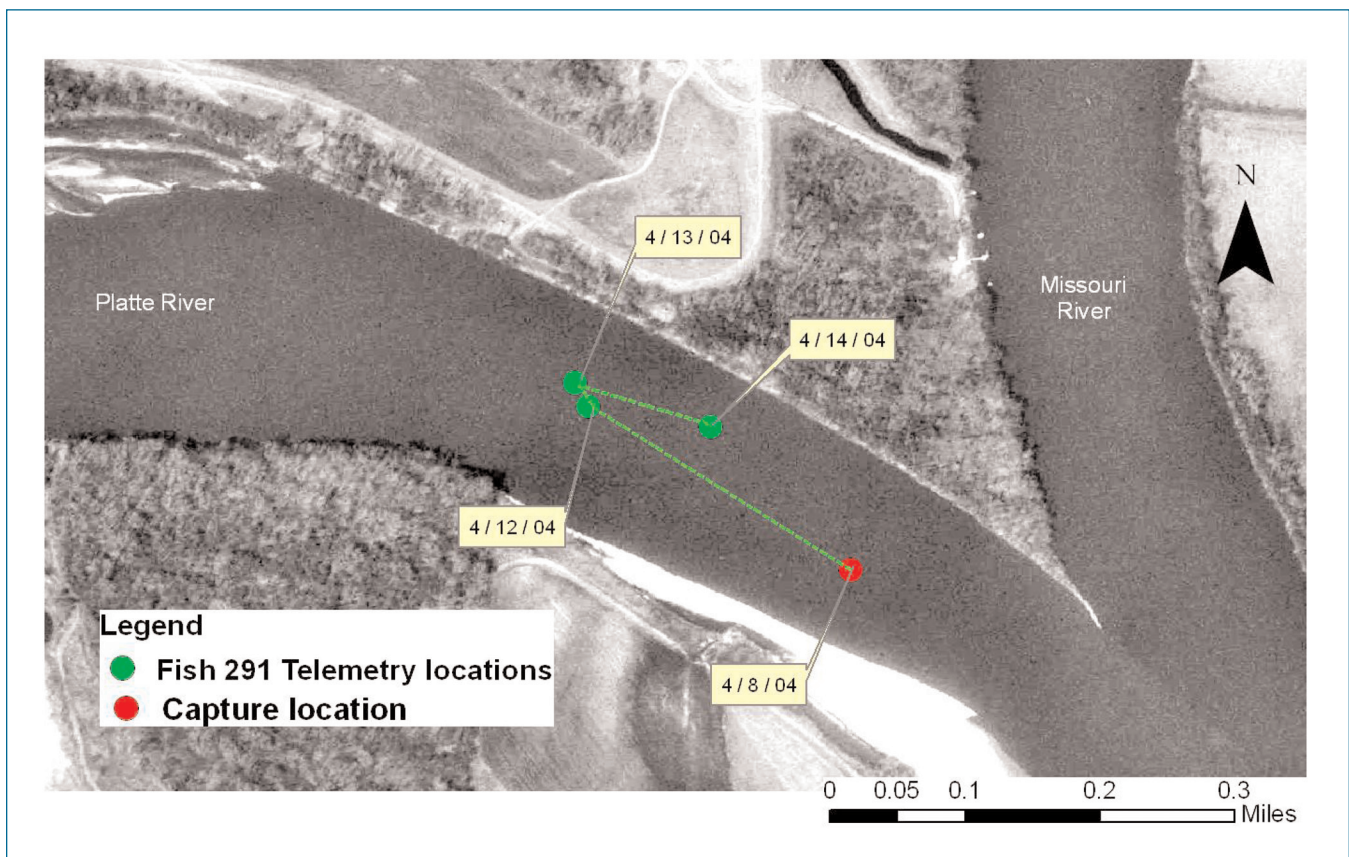 4 / 13 / 04
N
Platte River
Missouri
River
4 / 14 / 04
4 / 12 / 04
Legend
Fish 291 Telemetry locations
Capture location
4 / 8 / 04
0 0.05 0.1 0.2 0.3
Miles